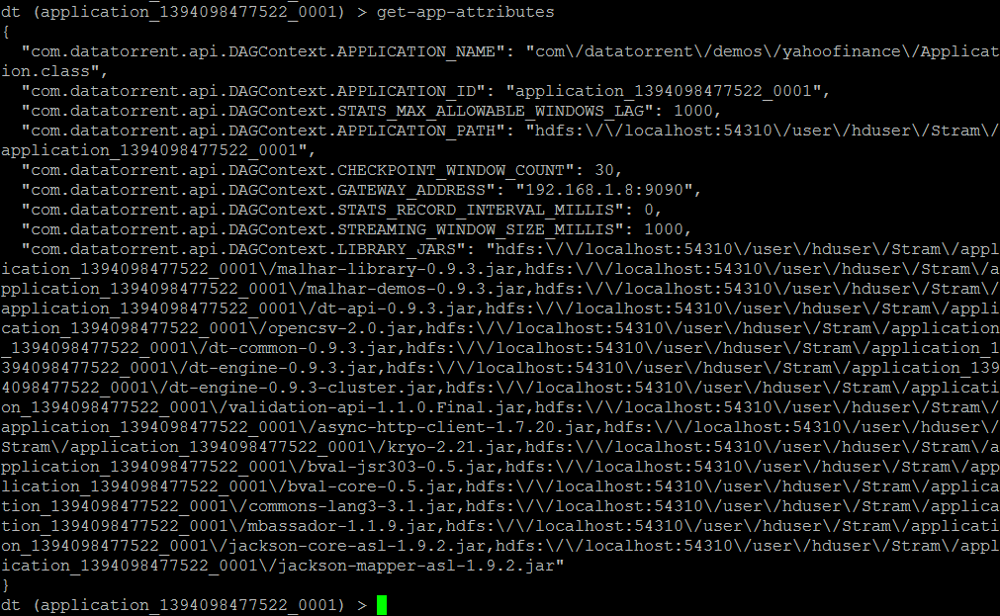 dt (application_1394098477522_0001) > get-app-attributes
{
  "com.datatorrent.api.DAGContext.APPLICATION_NAME": "com\/datatorrent\/demos\/yahoofinance\/Applicat
ion.class",
  "com.datatorrent.api.DAGContext.APPLICATION_ID": "application_1394098477522_0001",
  "com.datatorrent.api.DAGContext.STATS_MAX_ALLOWABLE_WINDOWS_LAG": 1000,
  "com.datatorrent.api.DAGContext.APPLICATION_PATH": "hdfs:\/\/localhost:54310\/user\/hduser\/Stram\/
application_1394098477522_0001",
  "com.datatorrent.api.DAGContext.CHECKPOINT_WINDOW_COUNT": 30,
  "com.datatorrent.api.DAGContext.GATEWAY_ADDRESS": "192.168.1.8:9090",
  "com.datatorrent.api.DAGContext.STATS_RECORD_INTERVAL_MILLIS": 0,
  "com.datatorrent.api.DAGContext.STREAMING_WINDOW_SIZE_MILLIS": 1000,
  "com.datatorrent.api.DAGContext.LIBRARY_JARS": "hdfs:\/\/localhost:54310\/user\/hduser\/Stram\/appl
ication_1394098477522_0001\/malhar-library-0.9.3.jar,hdfs:\/\/localhost:54310\/user\/hduser\/Stram\/a
pplication_1394098477522_0001\/malhar-demos-0.9.3.jar,hdfs:\/\/localhost:54310\/user\/hduser\/Stram\/
application_1394098477522_0001\/dt-api-0.9.3.jar,hdfs:\/\/localhost:54310\/user\/hduser\/Stram\/appli
cation_1394098477522_0001\/opencsv-2.0.jar,hdfs:\/\/localhost:54310\/user\/hduser\/Stram\/application
_1394098477522_0001\/dt-common-0.9.3.jar,hdfs:\/\/localhost:54310\/user\/hduser\/Stram\/application_1
394098477522_0001\/dt-engine-0.9.3.jar,hdfs:\/\/localhost:54310\/user\/hduser\/Stram\/application_139
4098477522_0001\/dt-engine-0.9.3-cluster.jar,hdfs:\/\/localhost:54310\/user\/hduser\/Stram\/applicati
on_1394098477522_0001\/validation-api-1.1.0.Final.jar,hdfs:\/\/localhost:54310\/user\/hduser\/Stram\/
application_1394098477522_0001\/async-http-client-1.7.20.jar,hdfs:\/\/localhost:54310\/user\/hduser\/
Stram\/application_1394098477522_0001\/kryo-2.21.jar,hdfs:\/\/localhost:54310\/user\/hduser\/Stram\/a
pplication_1394098477522_0001\/bval-jsr303-0.5.jar,hdfs:\/\/localhost:54310\/user\/hduser\/Stram\/app
lication_1394098477522_0001\/bval-core-0.5.jar,hdfs:\/\/localhost:54310\/user\/hduser\/Stram\/applica
tion_1394098477522_0001\/commons-lang3-3.1.jar,hdfs:\/\/localhost:54310\/user\/hduser\/Stram\/applica
tion_1394098477522_0001\/mbassador-1.1.9.jar,hdfs:\/\/localhost:54310\/user\/hduser\/Stram\/applicati
on_1394098477522_0001\/jackson-core-asl-1.9.2.jar,hdfs:\/\/localhost:54310\/user\/hduser\/Stram\/appl
ication_1394098477522_0001\/jackson-mapper-asl-1.9.2.jar"
}
dt (application_1394098477522_0001) >